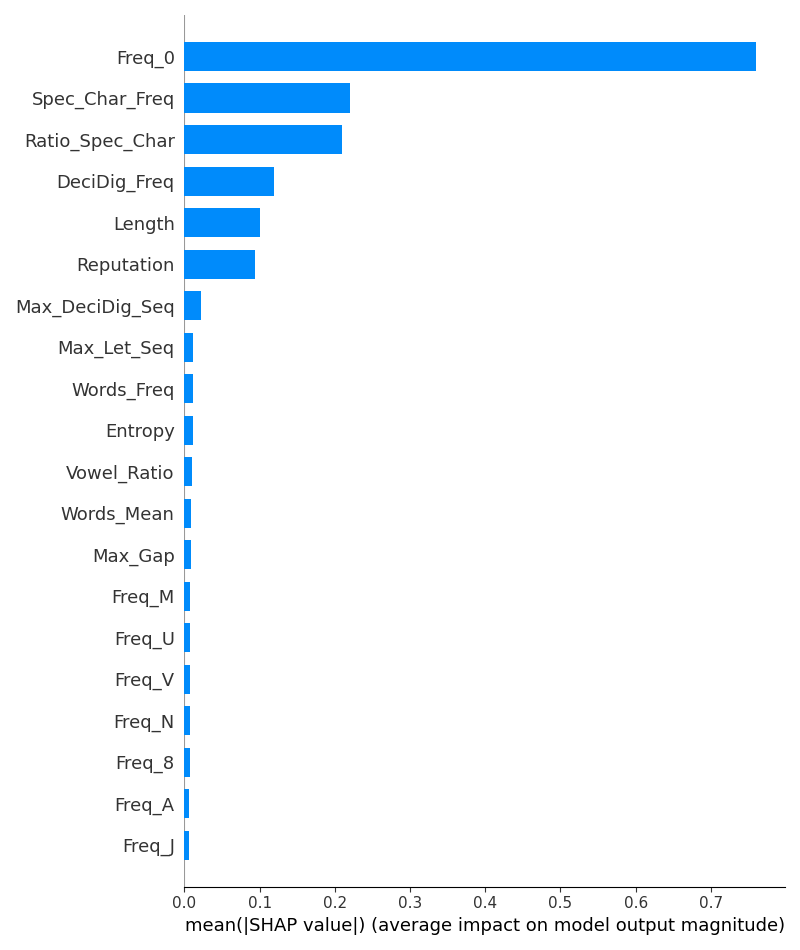 Freq_0
Spec_Char_Freq
Ratio_Spec_Char
DeciDig_Freq
Length
Reputation
Max_DeciDig_Seq
Max_Let_Seq
Words_Freq
Entropy
Vowel_Ratio
Words_Mean
Max_Gap
Freq_M
Freq_U
Freq_V
Freq_N
Freq_8
Freq_A
Freq_J
0.0 0.1 0.2 0.3 0.4 0.5 0.6 0.7
mean(|SHAP value|) (average impact on model output magnitude)